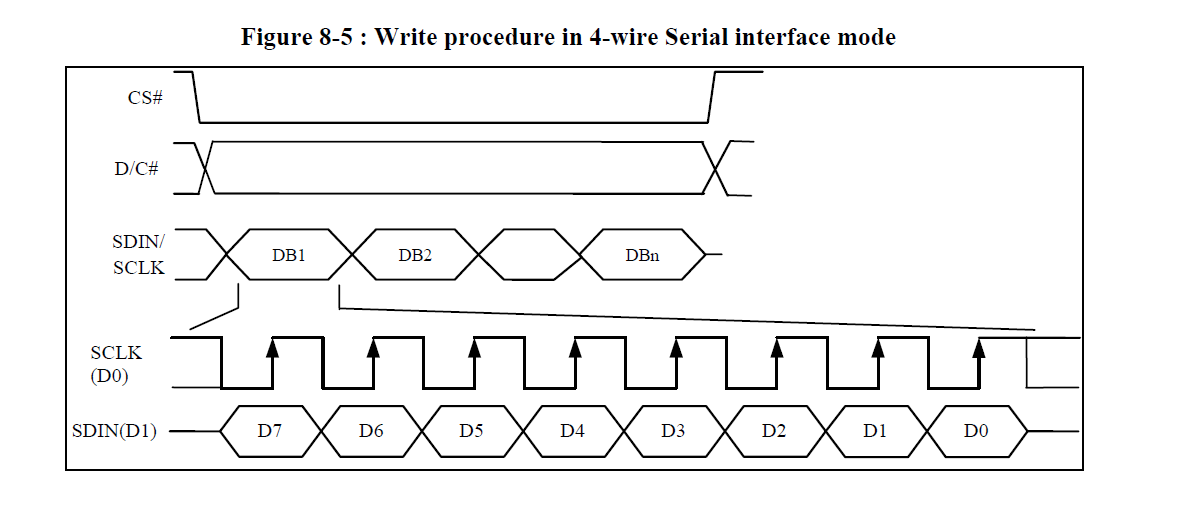 Figure 8-5 : Write procedure in 4-wire Serial interface mode
CS#
D/C#
SDIN/
SCLK
DB1 DB2 DBn
SCLK
(D0)
SDIN(D1) D7 D6 D5 D4 D3 D2 D1 D0